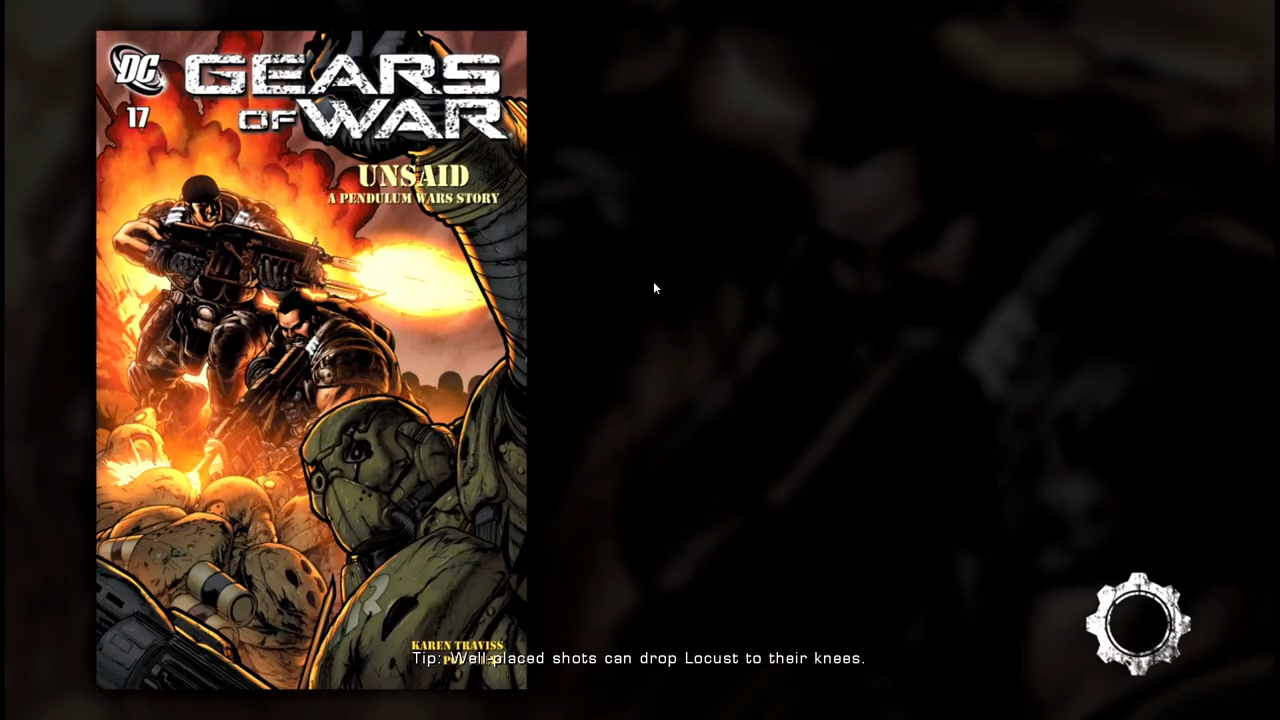 DC
17
GEARS
OF WAR
UNSAID
A PENDULUM WARS STORY
KAREN TRAVISS
Tip: Well-placed shots can drop Locust to their knees.